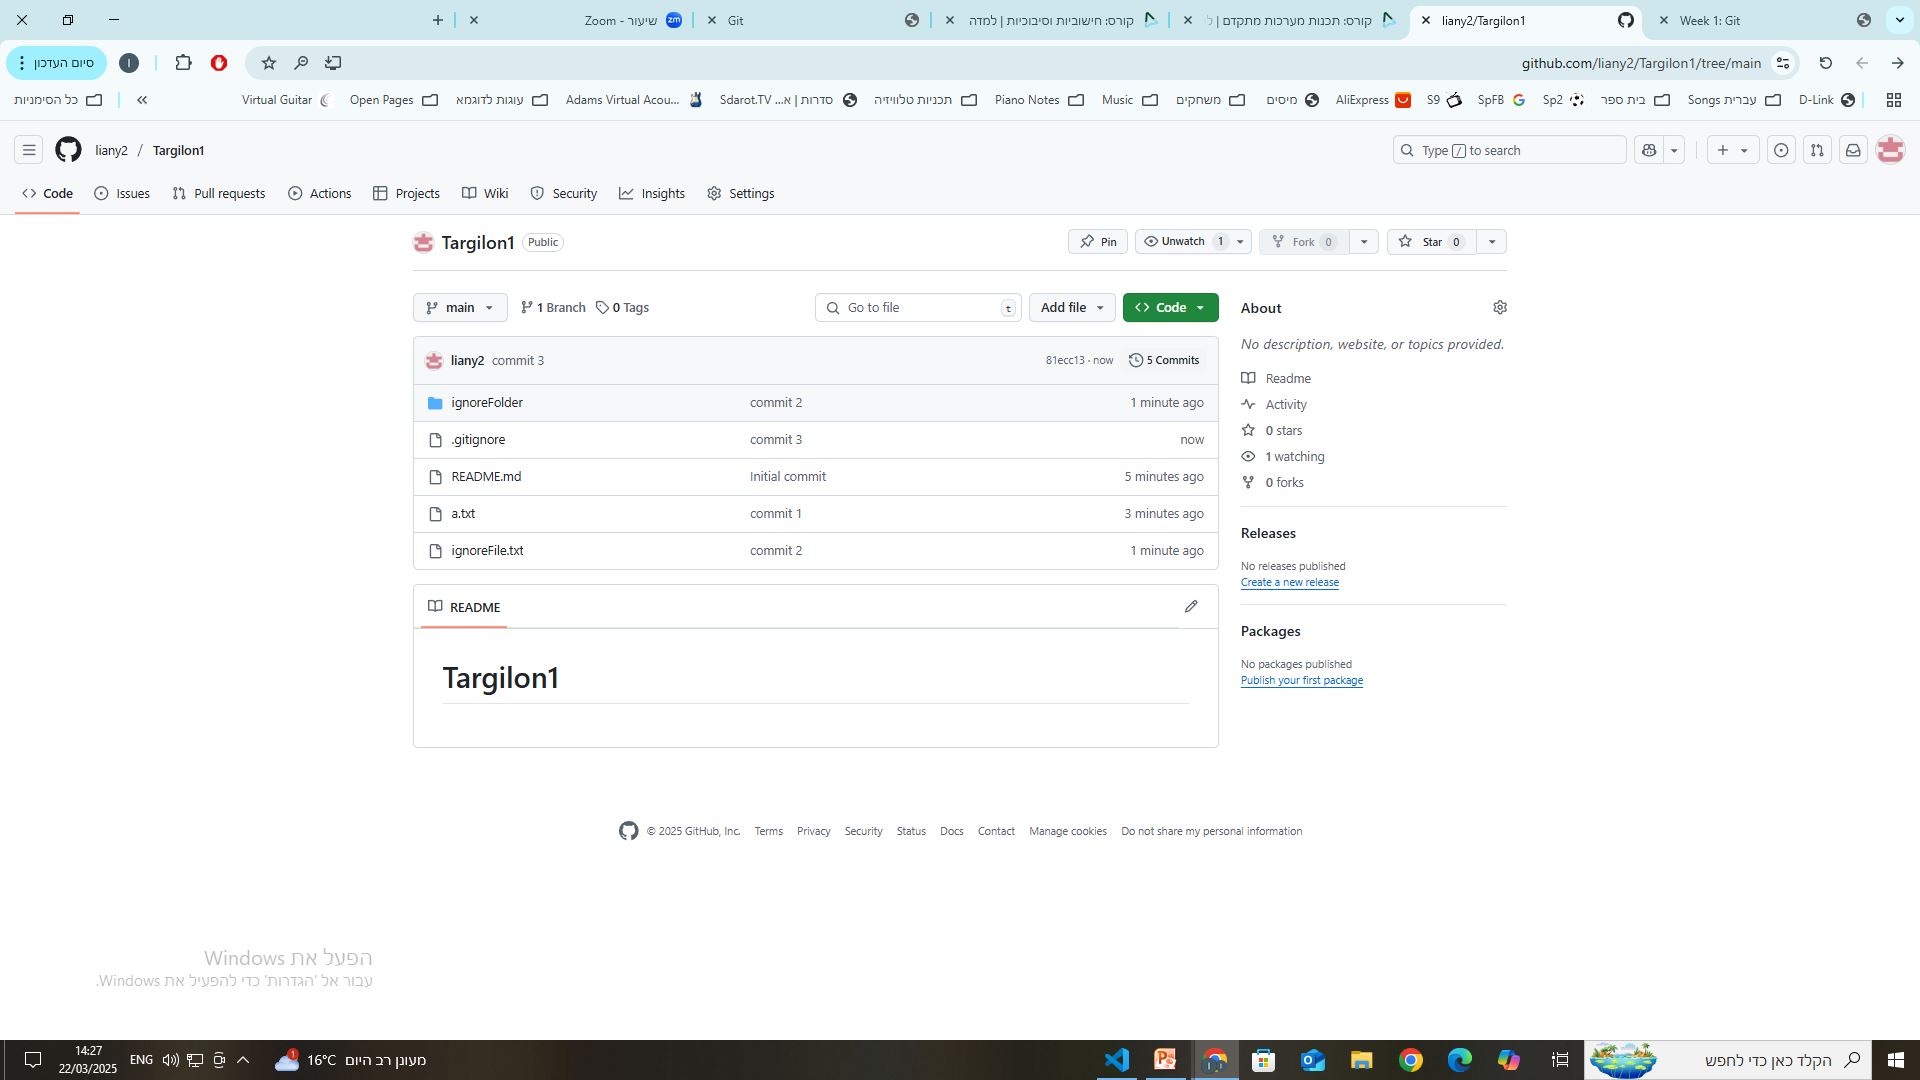 Week 1: Git
liany2/Targilon1
קורס: תכנות מערכות מתקדם | ל
קורס: חישוביות וסיבוכיות | למדה
Git
שיעור - Zoom
github.com/liany2/Targilon1/tree/main
סיום העדכון
I
D-Link
Songs עברית
בית ספר
Sp2
SpFB
S9
AliExpress
מיסים
משחקים
Music
Piano Notes
תכניות טלוויזיה
Sdarot.TV סדרות | א...
Adams Virtual Acou...
עוגות לדוגמא
Open Pages
Virtual Guitar
כל הסימניות
liany2 / Targilon1
Type / to search
Code Issues Pull requests Actions Projects Wiki Security Insights Settings
Targilon1 Public
Pin Unwatch 1 Fork 0 Star 0
main 1 Branch 0 Tags
Go to file t Add file Code
liany2 commit 3 81ecc13 · now 5 Commits
ignoreFolder commit 2 1 minute ago
.gitignore commit 3 now
README.md Initial commit 5 minutes ago
a.txt commit 1 3 minutes ago
ignoreFile.txt commit 2 1 minute ago
README
Targilon1
About
No description, website, or topics provided.
Readme
Activity
0 stars
1 watching
0 forks
Releases
No releases published
Create a new release
Packages
No packages published
Publish your first package
© 2025 GitHub, Inc. Terms Privacy Security Status Docs Contact Manage cookies Do not share my personal information
הפעל את Windows
עבור אל 'הגדרות' כדי להפעיל את Windows.
הקלד כאן כדי לחפש
1
16°C מעונן רב היום
ENG
14:27
22/03/2025